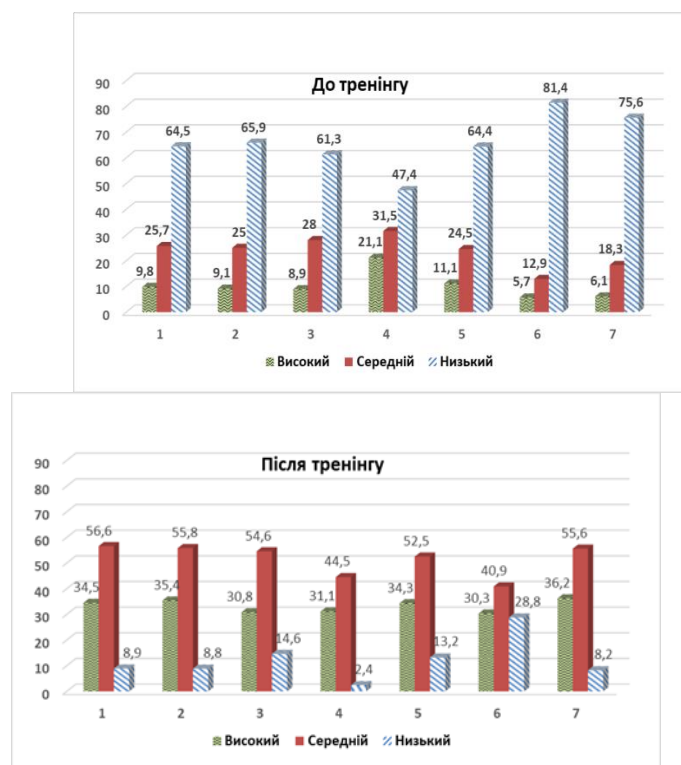 До тренінгу
90
80
70
60
50
40
30
20
10
0
9,8 25,7 64,5
9,1 25 65,9
8,9 28 61,3
21,1 31,5 47,4
11,1 24,5 64,4
5,7 12,9 81,4
6,1 18,3 75,6
1 2 3 4 5 6 7
Високий Середній Низький
Після тренінгу
90
80
70
60
50
40
30
20
10
0
34,5 56,6 8,9
35,4 55,8 8,8
30,8 54,6 14,6
31,1 44,5 2,4
34,3 52,5 13,2
30,3 40,9 28,8
36,2 55,6 8,2
1 2 3 4 5 6 7
Високий Середній Низький